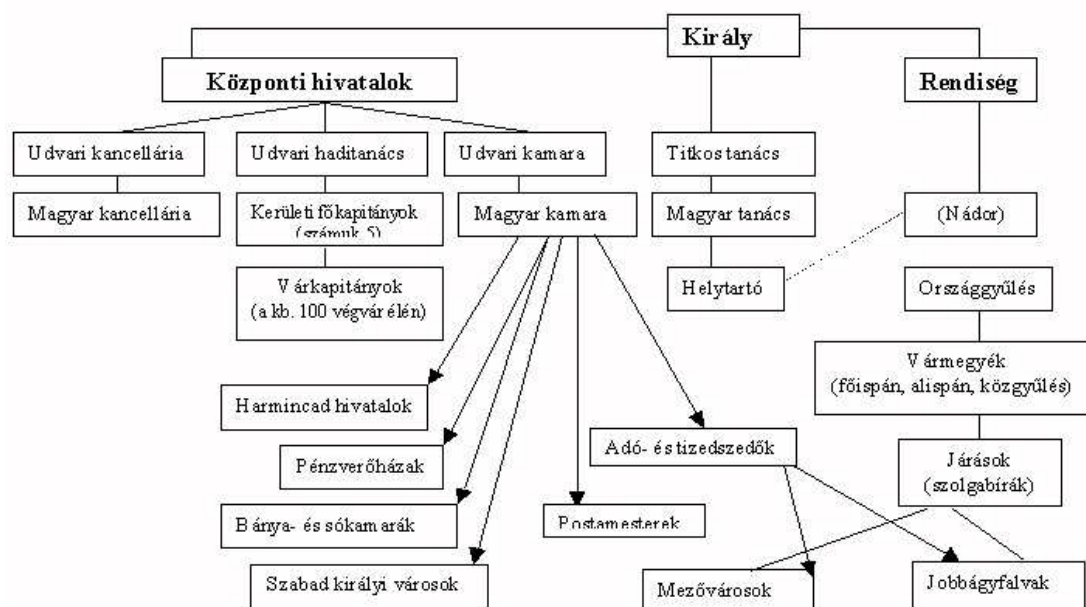 Király
Központi hivatalok
Rendiség
Udvari kancellária
Udvari haditanács
Udvari kamara
Titkos tanács
Magyar kancellária
Kerületi főkapitányok
(számuk 5)
Magyar kamara
Magyar tanács
(Nádor)
Várkapitányok
(a kb. 100 végvár élén)
Helytartó
Országgyűlés
Vármegyék
(főispán, alispán, közgyűlés)
Harmincad hivatalok
Adó- és tizedszedők
Járások
(szolgabírák)
Pénzverőházak
Bánya- és sókamarák
Postamesterek
Szabad királyi városok
Mezővárosok
Jobbágyfalvak